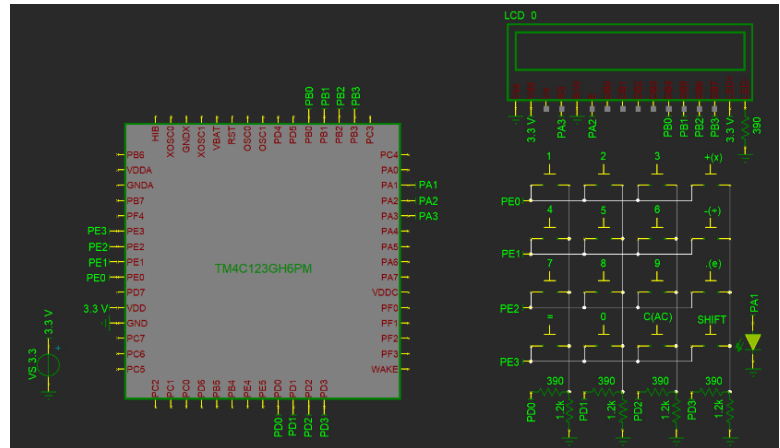 LCD 0
3.3 V
PA3
PA2
PB0
PB1
PB2
PB3
3.3 V
390
PB0
PB1
PB2
PB3
HIB
XOSC0
GNDX
XOSC1
VBAT
RST
OSC0
OSC1
PD4
PD5
PB0
PB1
PB2
PB3
PC3
PB6
VDDA
GNDA
PB7
PF4
PE3 PE3
PE2 PE2
PE1 PE1
PE0 PE0
PD7
3.3 V VDD
GND
PC7
PC6
PC5
TM4C123GH6PM
PC4
PA0
PA1 PA1
PA2 PA2
PA3 PA3
PA4
PA5
PA6
PA7
VDDC
PF0
PF1
PF2
PF3
WAKE
PC2
PC1
PC0
PD6
PB5
PB4
PE4
PE5
PD0
PD1
PD2
PD3
PD0
PD1
PD2
PD3
VS 3.3
3.3 V
1 2 3 +(x)
PE0
4 5 6 -(÷)
PE1
7 8 9 .(e)
PE2
= 0 C(AC) SHIFT
PE3
PA1
390 390 390 390
PD0 1.2k PD1 1.2k PD2 1.2k PD3 1.2k